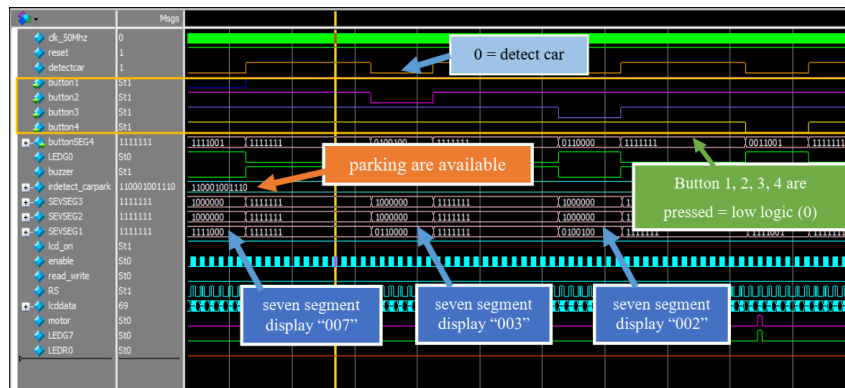 Msgs
clk_50Mhz 0
reset 1
detectcar 1
button1 St1
button2 St1
button3 St1
button4 St1
buttonSEG4 1111111 1111001 1111111 0100100 1111111 0110000 1111111 0011001 1111111
LEDG0 St0
buzzer St1
irdetect_carpark 110001001110 110001001110
SEVSEG3 1111111 1000000 1111111 1000000 1111111 1000000
SEVSEG2 1111111 1000000 1111111 1000000 1111111 1000000
SEVSEG1 1111111 1111000 1111111 0110000 1111111 0100100 1111111 1111001 1111111
lcd_on St1
enable St0
read_write St0
RS St1
lcddata 69
motor St0
LEDG7 St0
LEDR0 St0
0 = detect car
parking are available
Button 1, 2, 3, 4 are
pressed = low logic (0)
seven segment
display “007”
seven segment
display “003”
seven segment
display “002”